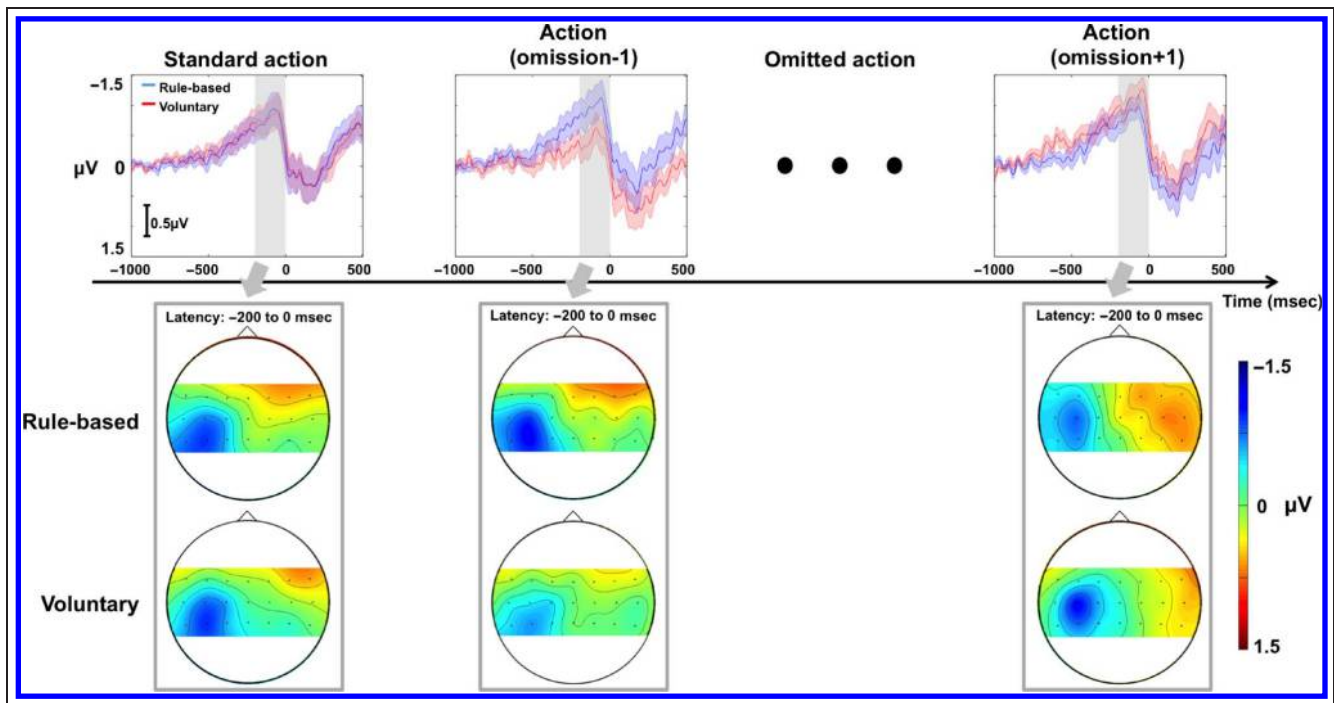 Standard action
Action
(omission-1)
Omitted action
Action
(omission+1)
−1.5
μV
0
1.5
Rule-based
Voluntary
0.5μV
−1000
−500
0
500
−1000
−500
0
500
−1000
−500
0
500
Time (msec)
Latency: −200 to 0 msec
Latency: −200 to 0 msec
Latency: −200 to 0 msec
Rule-based
Voluntary
−1.5
0
μV
1.5